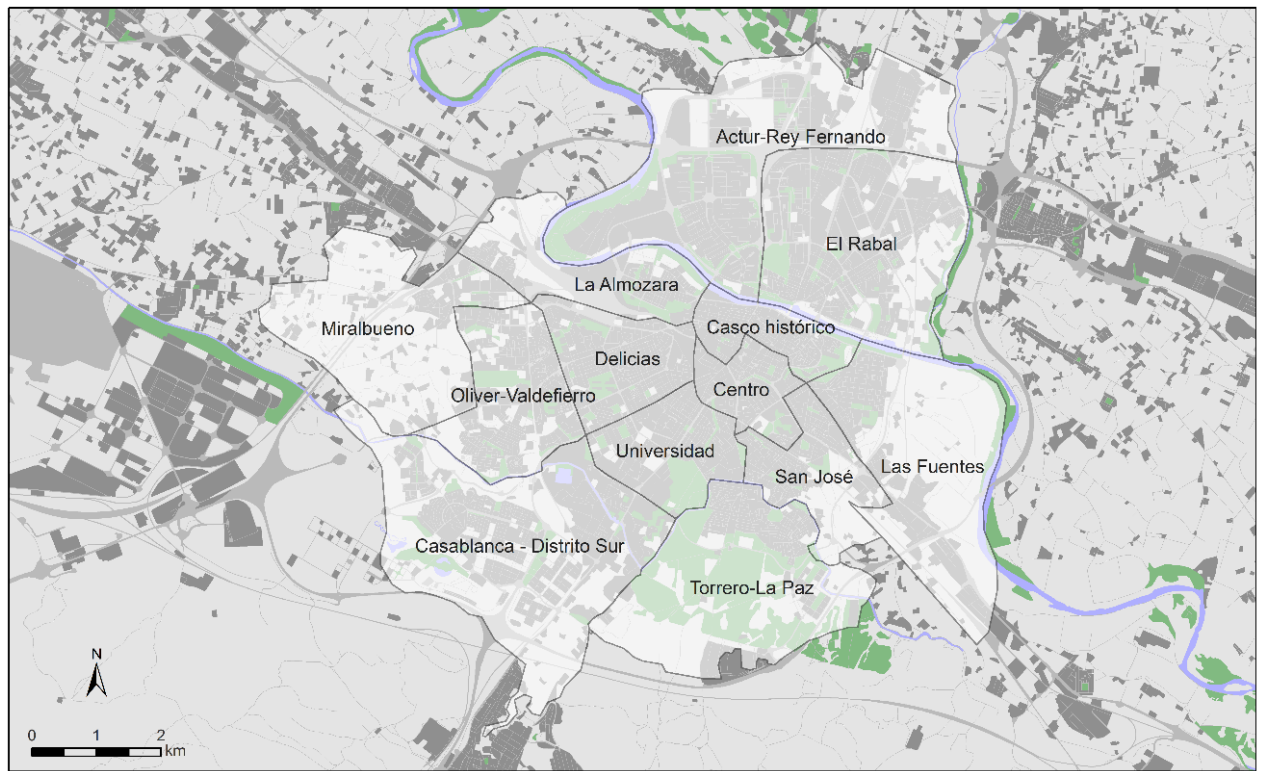 Actur-Rey Fernando
El Rabal
La Almozara
Casco histórico
Miralbueno
Delicias
Oliver-Valdefierro
Centro
Universidad
San José
Las Fuentes
Casablanca - Distrito Sur
Torrero-La Paz
N
0 1 2
km